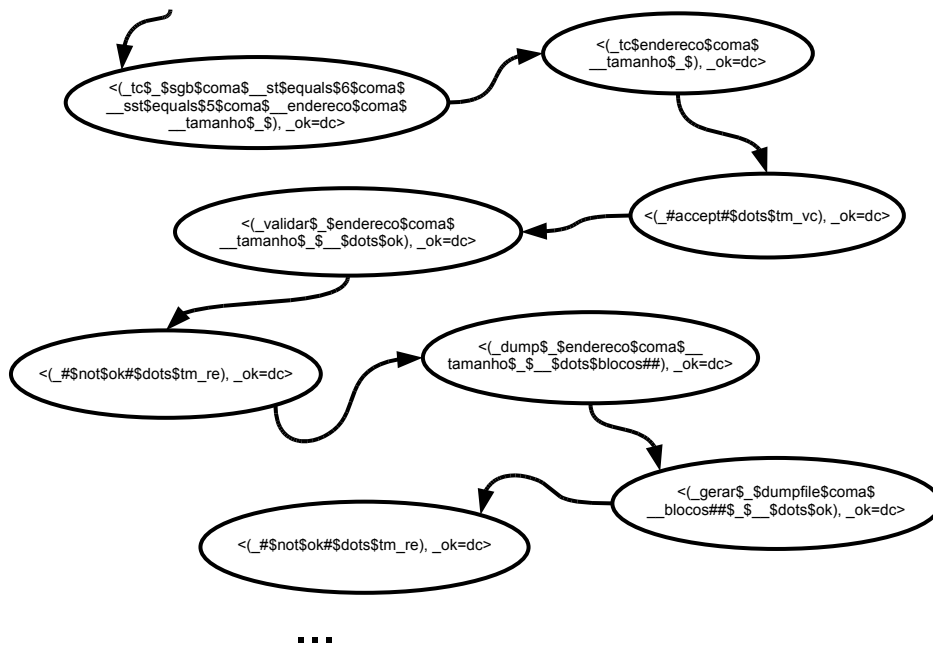 <(_tc$_$sgb$coma$__st$equals$6$coma$
__sst$equals$5$coma$__endereco$coma$
__tamanho$_$), _ok=dc>
<(_tc$endereco$coma$
__tamanho$_$), _ok=dc>
<(_#accept#$dots$tm_vc), _ok=dc>
<(_validar$_$endereco$coma$
__tamanho$_$__$dots$ok), _ok=dc>
<(_#$not$ok#$dots$tm_re), _ok=dc>
<(_dump$_$endereco$coma$__
tamanho$_$__$dots$blocos##), _ok=dc>
<(_gerar$_$dumpfile$coma$
__blocos##$_$__$dots$ok), _ok=dc>
<(_#$not$ok#$dots$tm_re), _ok=dc>
...